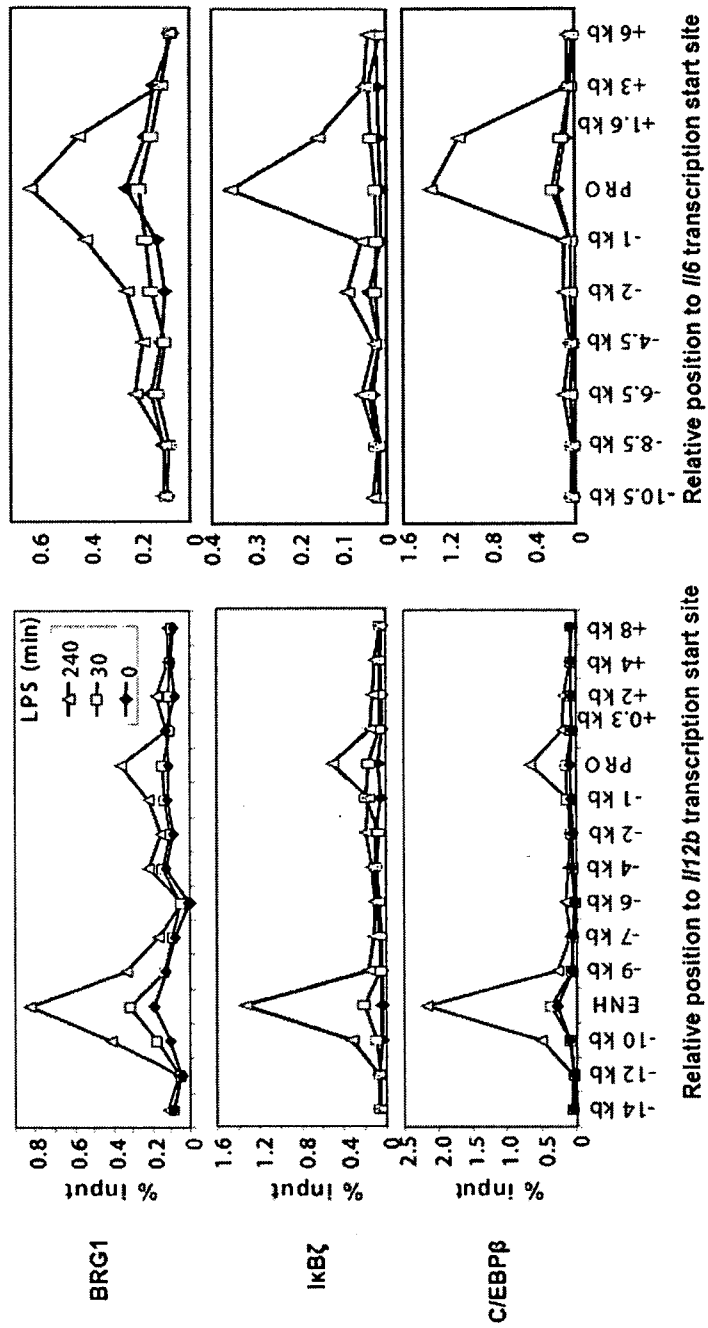 BRG1
% input
0.8
0.6
0.4
0.2
0
LPS (min)
240
30
0
0.6
0.4
0.2
0
IκBζ
% input
1.6
1.2
0.8
0.4
0
0.4
0.3
0.1
0
C/EBPβ
% input
2.5
2.0
1.5
1.0
0.5
0
1.6
1.2
0.8
0.4
0
-14 kb
-12 kb
-10 kb
ENH
-9 kb
-7 kb
-6 kb
-4 kb
-2 kb
-1 kb
PRO
+0.3 kb
+2 kb
+4 kb
+8 kb
Relative position to Il12b transcription start site
-10.5 kb
-8.5 kb
-6.5 kb
-4.5 kb
-2 kb
-1 kb
PRO
+1.6 kb
+3 kb
+6 kb
Relative position to Il6 transcription start site